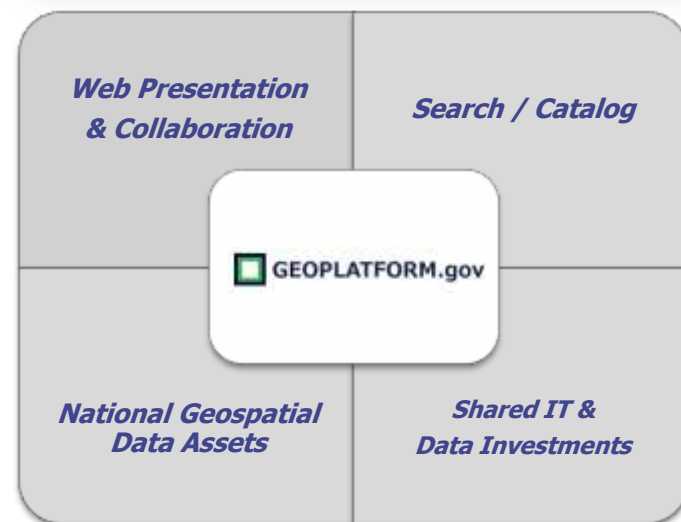 Web Presentation
& Collaboration
Search / Catalog
GEOPLATFORM.gov
National Geospatial
Data Assets
Shared IT &
Data Investments